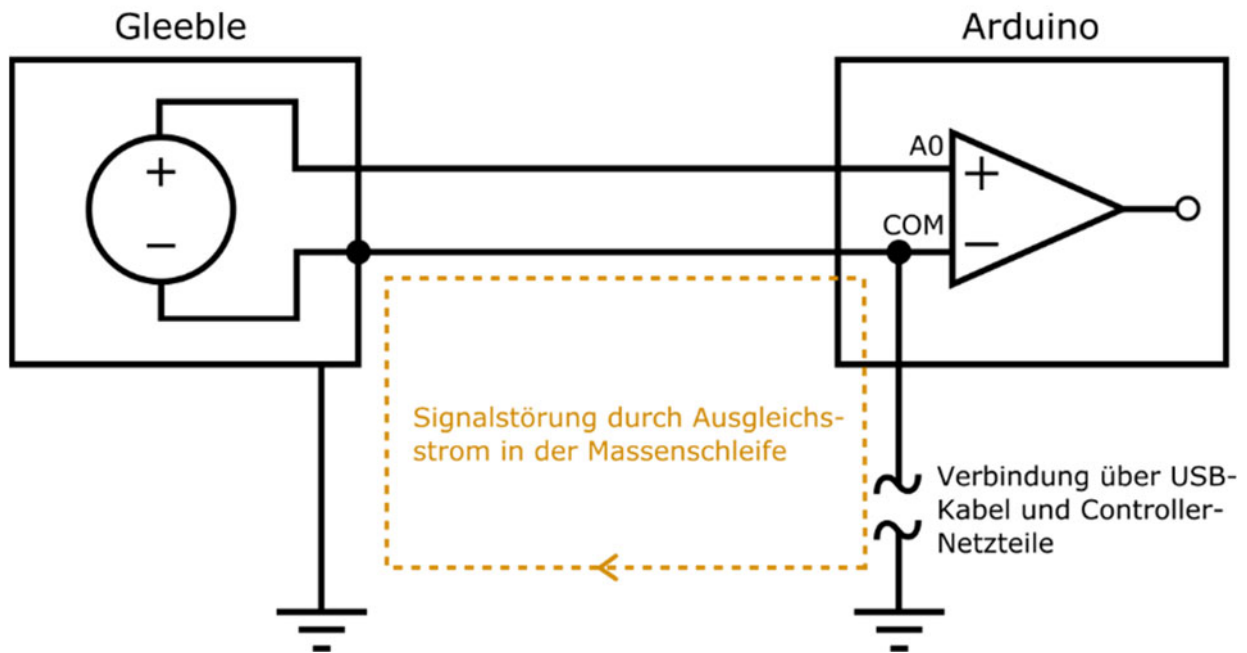 Gleeble
Arduino
+
−
A0
+
COM
−
Signalstörung durch Ausgleichs-
strom in der Massenschleife
Verbindung über USB-
Kabel und Controller-
Netzteile